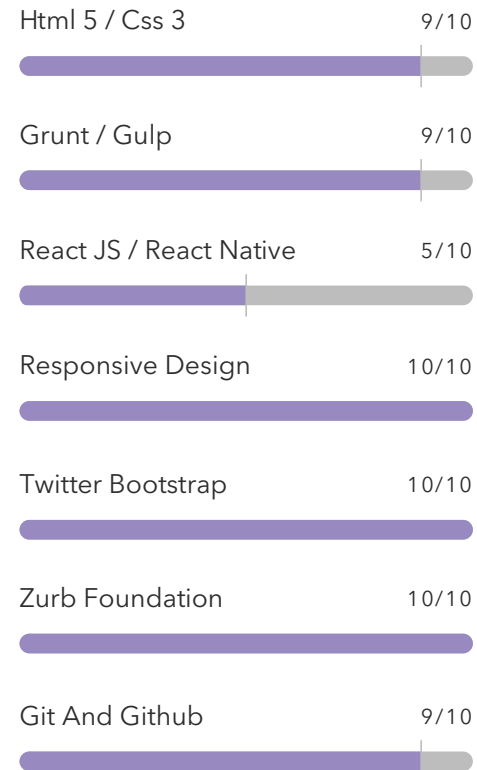 Html 5 / Css 3 9/10
Grunt / Gulp 9/10
React JS / React Native 5/10
Responsive Design 10/10
Twitter Bootstrap 10/10
Zurb Foundation 10/10
Git And Github 9/10